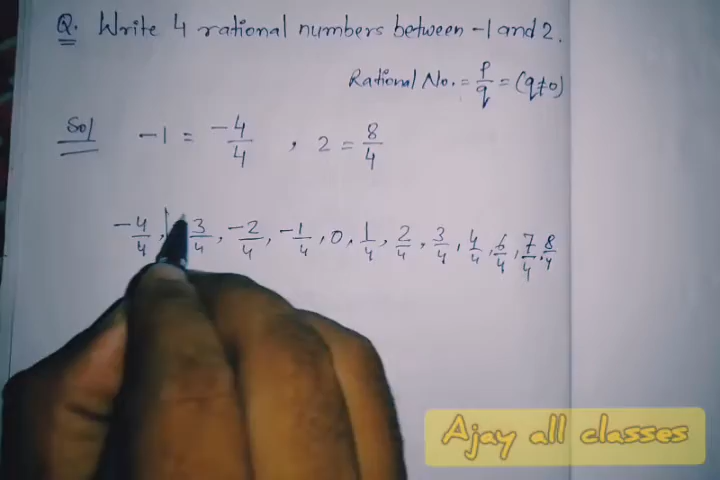 Q. Write 4 rational numbers between -1 and 2.
Rational No. = p/q = (q≠0)
Sol -1 = -4/4 , 2 = 8/4
-4/4, 3/4, -2/4, -1/4, 0, 1/4, 2/4, 3/4, 4/4, 6/4, 7/4, 8/4
Ajay all classes